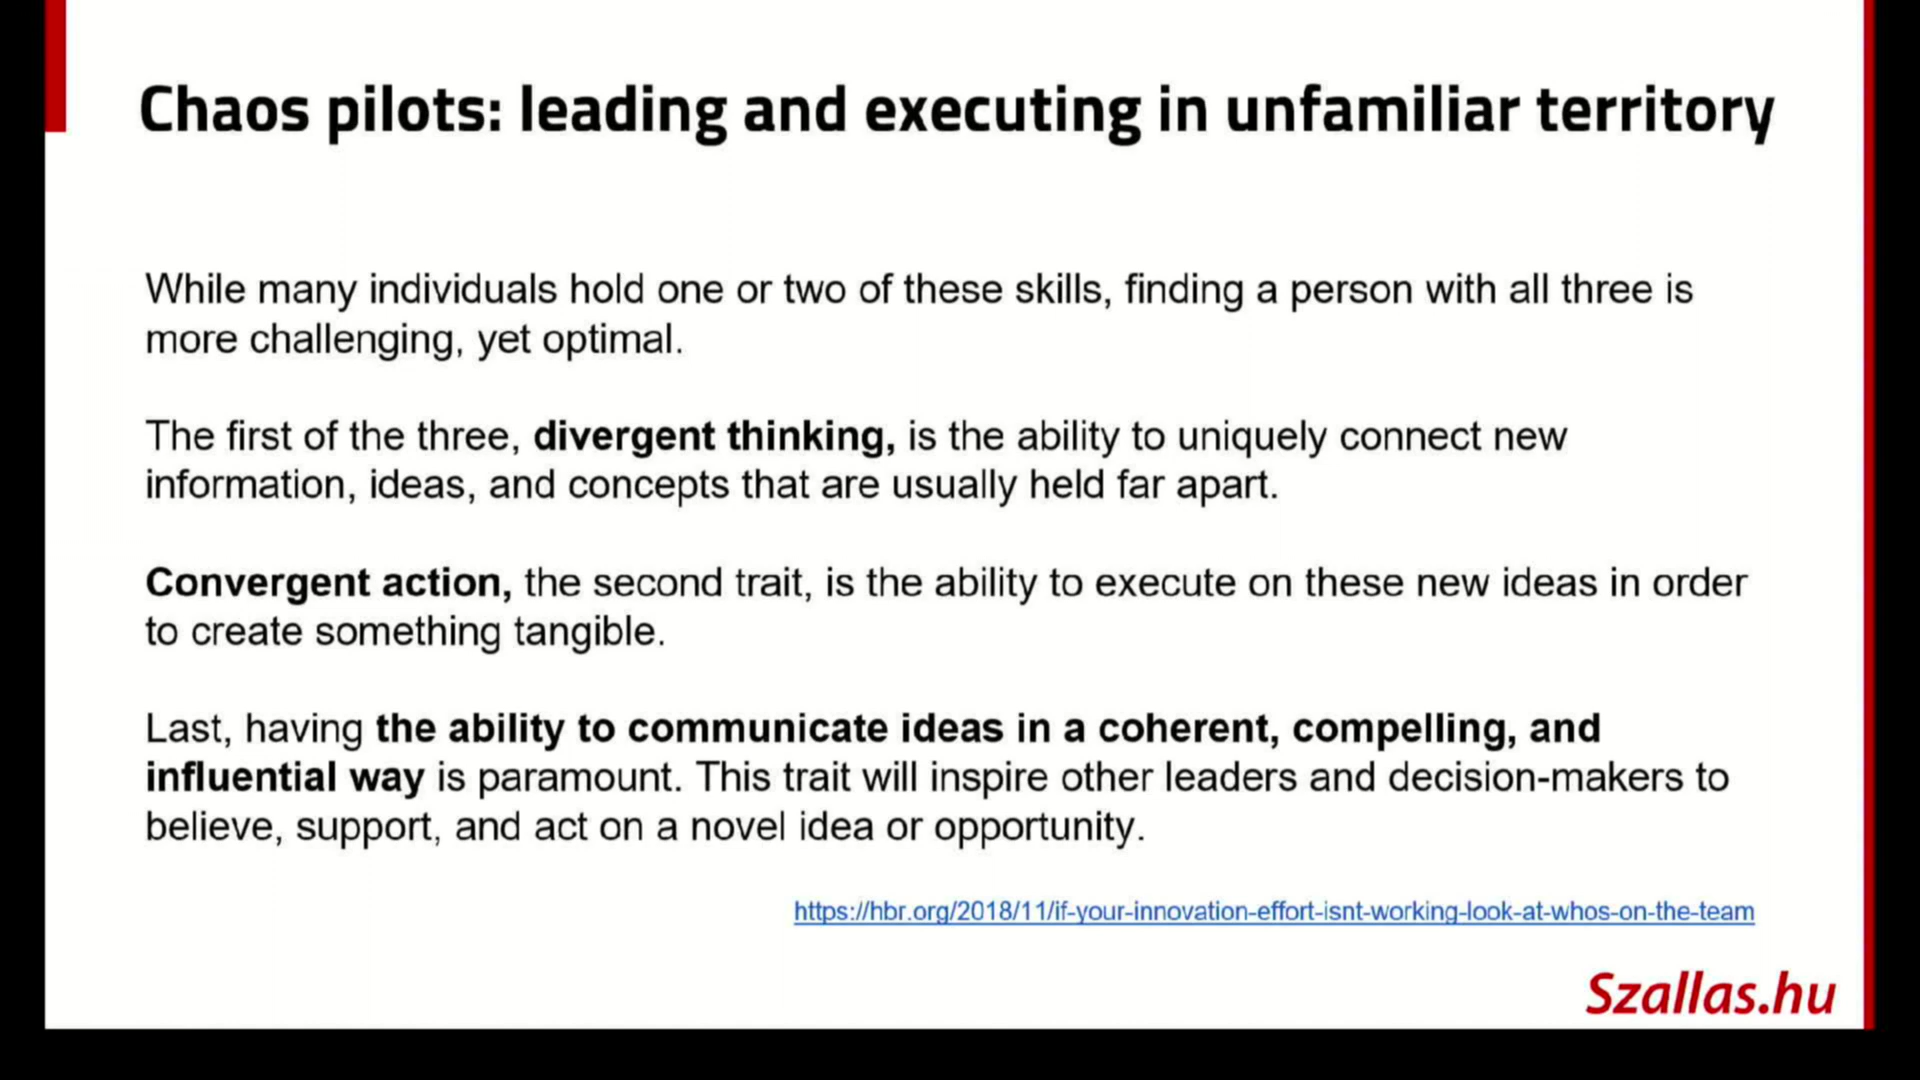 Chaos pilots: leading and executing in unfamiliar territory
While many individuals hold one or two of these skills, finding a person with all three is
more challenging, yet optimal.
The first of the three, divergent thinking, is the ability to uniquely connect new
information, ideas, and concepts that are usually held far apart.
Convergent action, the second trait, is the ability to execute on these new ideas in order
to create something tangible.
Last, having the ability to communicate ideas in a coherent, compelling, and
influential way is paramount. This trait will inspire other leaders and decision-makers to
believe, support, and act on a novel idea or opportunity.
https://hbr.org/2018/11/if-your-innovation-effort-isnt-working-look-at-whos-on-the-team
Szallas.hu